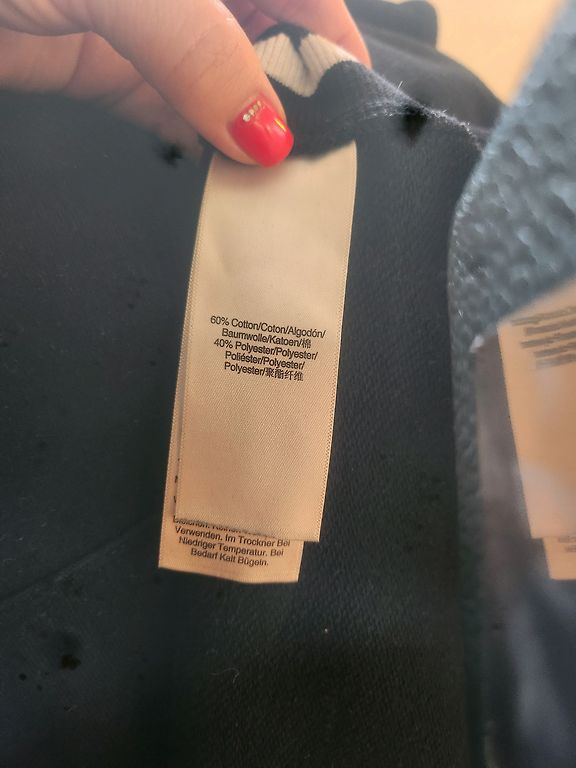 60% Cotton/Coton/Algodón/
Baumwolle/Katoen/棉
40% Polyester/Polyester/
Poliéster/Polyester/
Polyester/聚酯纤维
Verwenden. Im Trockner Bei
Niedriger Temperatur. Bei
Bedarf Kalt Bügeln.